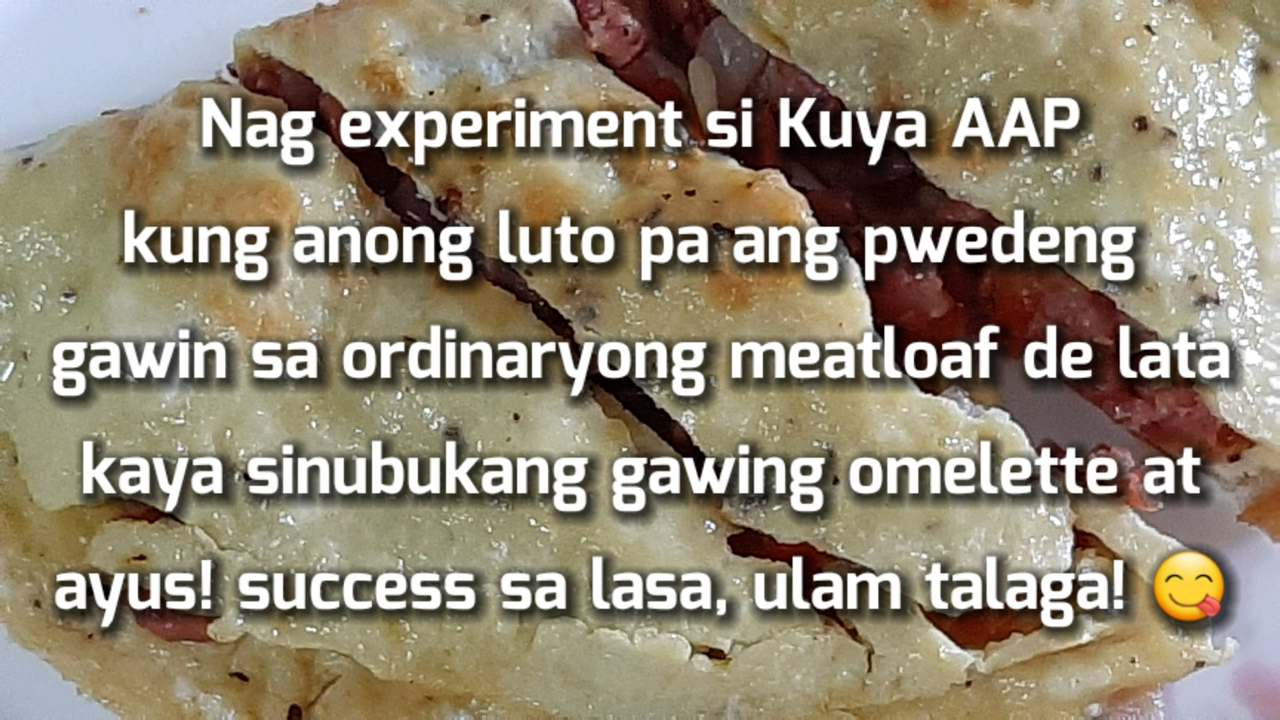 Nag experiment si Kuya AAP
kung anong luto pa ang pwedeng
gawin sa ordinaryong meatloaf de lata
kaya sinubukang gawing omelette at
ayus! success sa lasa, ulam talaga! 😋